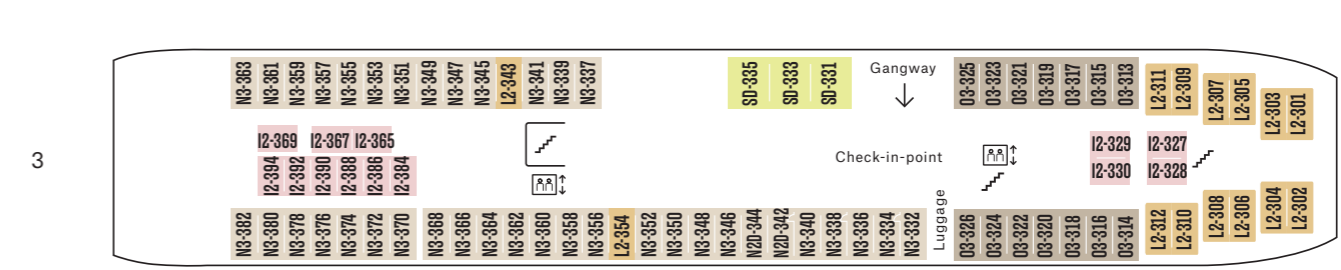 N3-363 N3-361 N3-359 N3-357 N3-355 N3-353 N3-351 N3-349 N3-347 N3-345 L2-343 N3-341 N3-339 N3-337 SD-335 SD-333 SD-331 Gangway O3-325 O3-323 O3-321 O3-319 O3-317 O3-315 O3-313 L2-311 L2-309 L2-307 L2-305 L2-303 L2-301
I2-369 I2-367 I2-365 I2-329 I2-327
3 Check-in-point
I2-394 I2-392 I2-390 I2-388 I2-386 I2-384 I2-330 I2-328
Luggage
N3-382 N3-380 N3-378 N3-376 N3-374 N3-372 N3-370 N3-368 N3-366 N3-364 N3-362 N3-360 N3-358 N3-356 L2-354 N3-352 N3-350 N3-348 N3-346 N2D-344 N2D-342 N3-340 N3-338 N3-336 N3-334 N3-332 O3-326 O3-324 O3-322 O3-320 O3-318 O3-316 O3-314 L2-312 L2-310 L2-308 L2-306 L2-304 L2-302